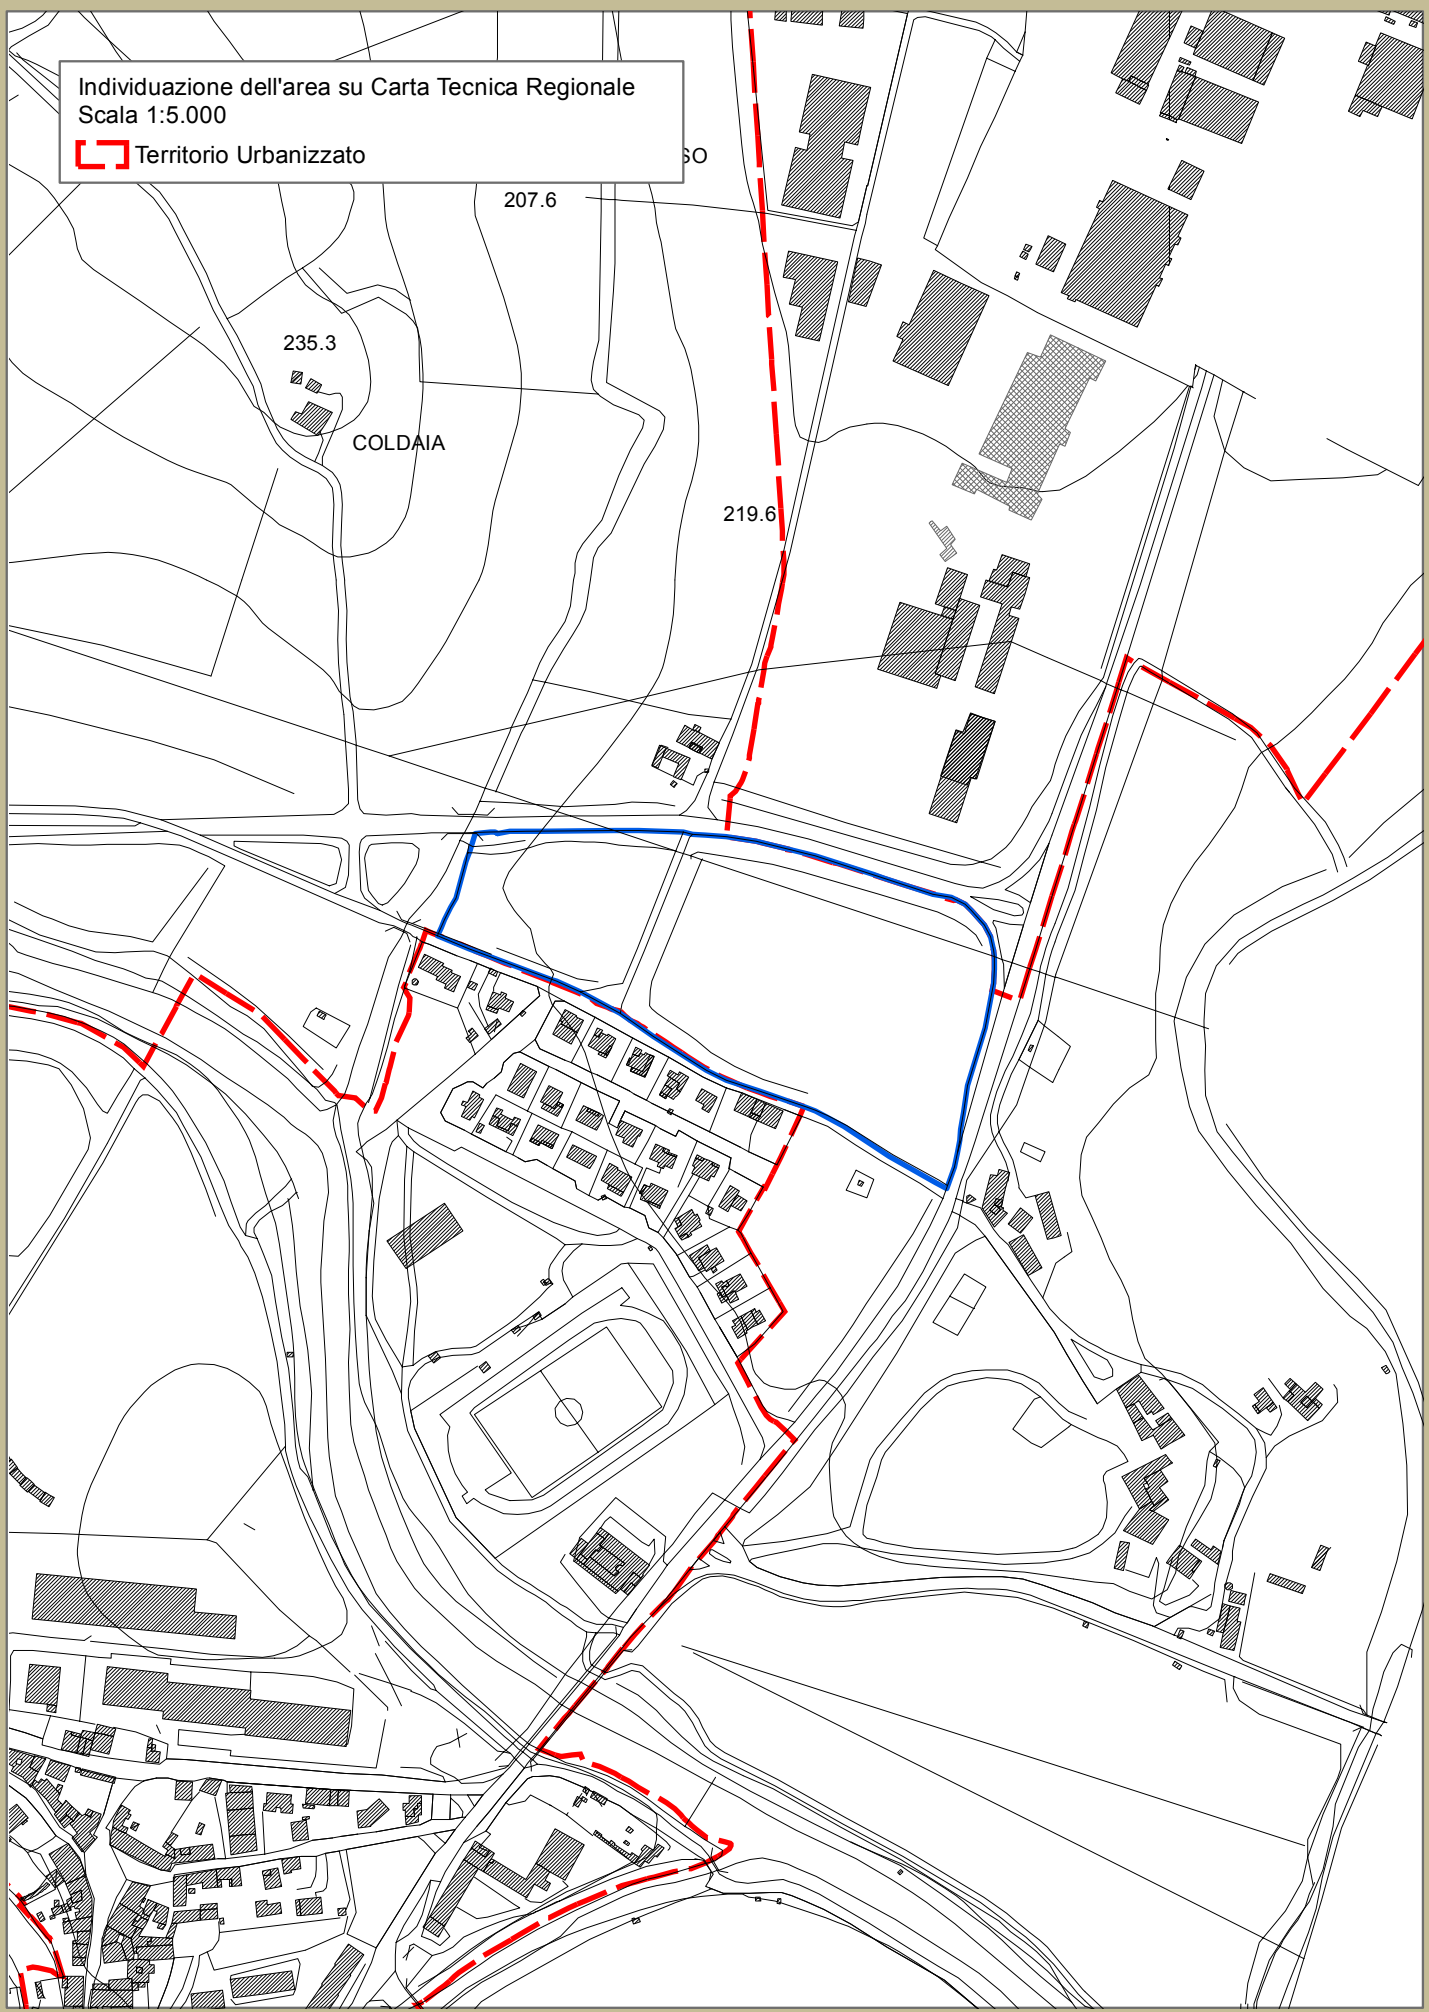 Individuazione dell'area su Carta Tecnica Regionale
Scala 1:5.000
Territorio Urbanizzato
207.6
235.3
COLDAIA
219.6